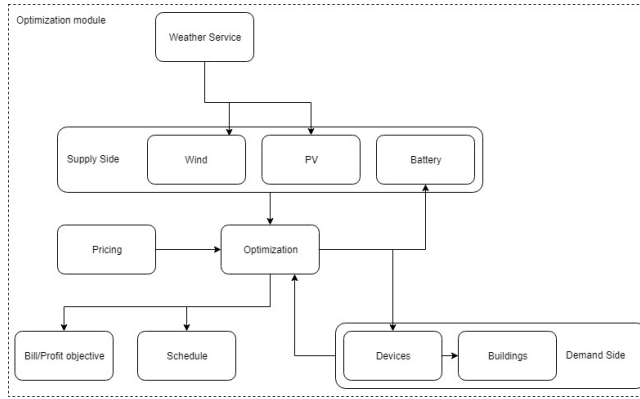 Optimization module
Weather Service
Supply Side
Wind
PV
Battery
Pricing
Optimization
Bill/Profit objective
Schedule
Devices
Buildings
Demand Side